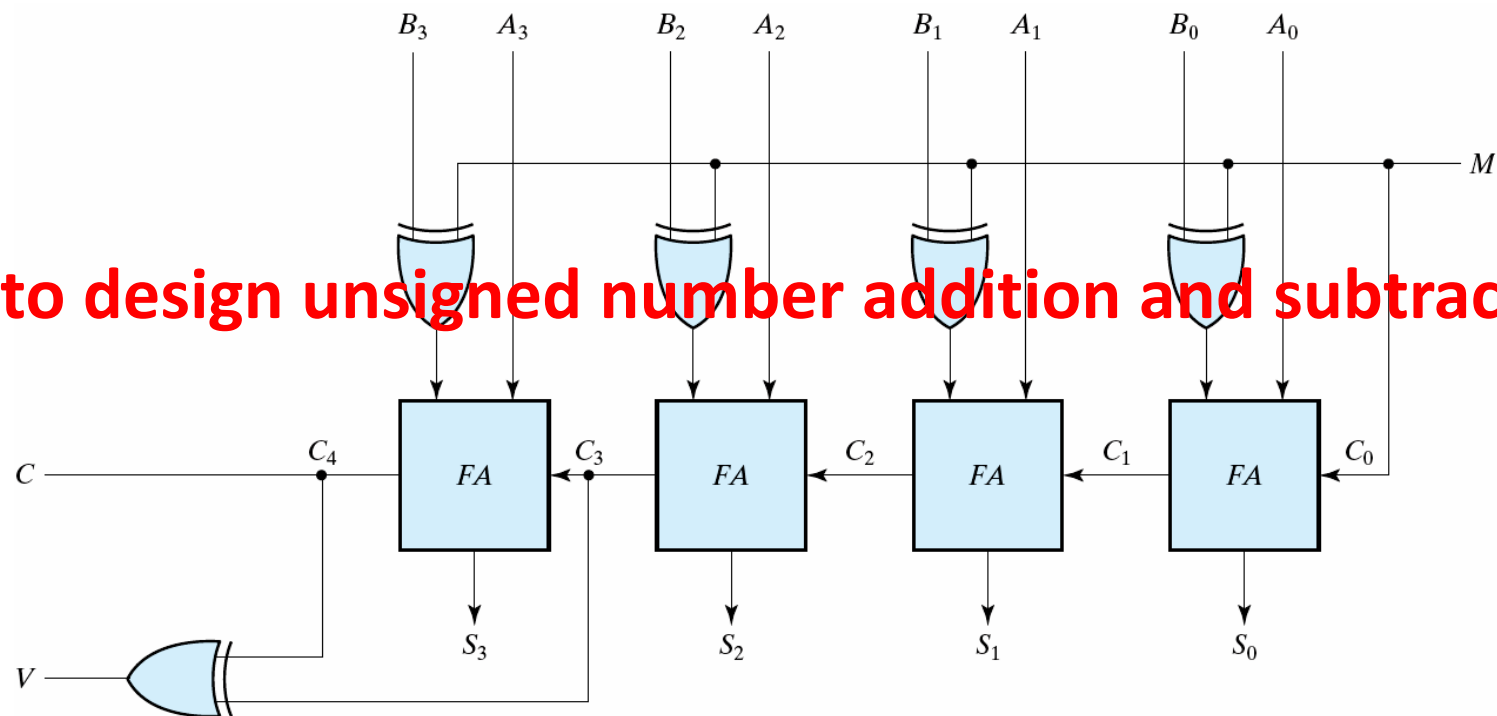 B₃ A₃ B₂ A₂ B₁ A₁ B₀ A₀
M
to design unsigned number addition and subtrac
C C₄ FA C₃ FA C₂ FA C₁ FA C₀
S₃ S₂ S₁ S₀
V